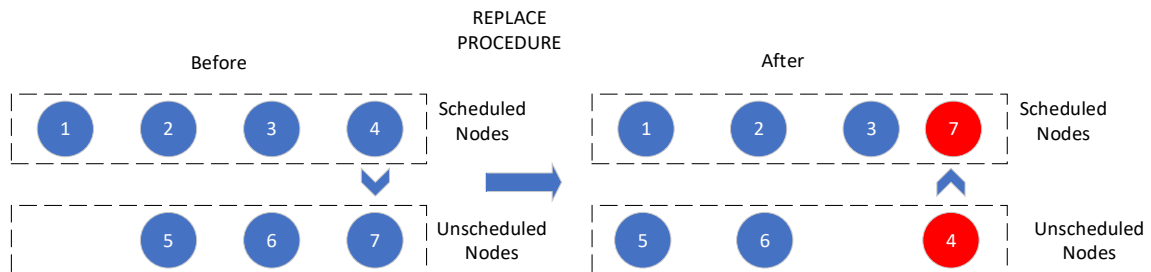 REPLACE
PROCEDURE
Before
After
1 2 3 4
Scheduled
Nodes
1 2 3 7
Scheduled
Nodes
5 6 7
Unscheduled
Nodes
5 6 4
Unscheduled
Nodes